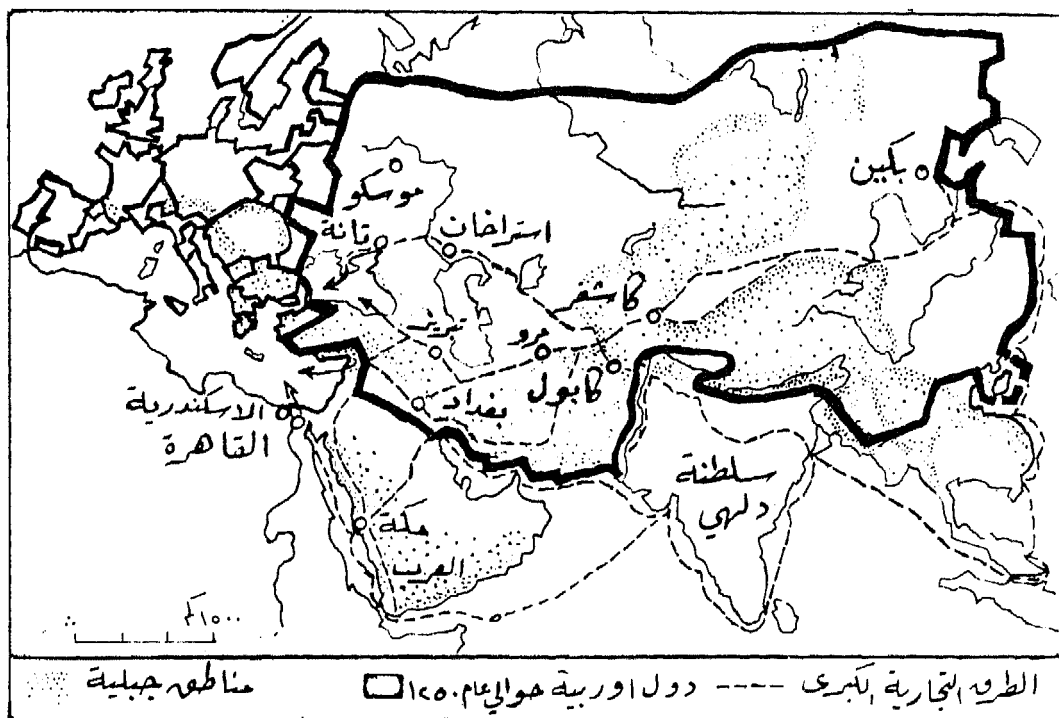 بكين
موسكو
استراخان
تانة
كاشغر
تبريز
مرو
كابول
بغداد
الاسكندرية
القاهرة
سلطنة
دلهي
مكة
العرب
١٥٠٠كم
الطرق التجارية الكبرى دول اوربية حوالي عام ١٢٥٠ مناطق جبلية